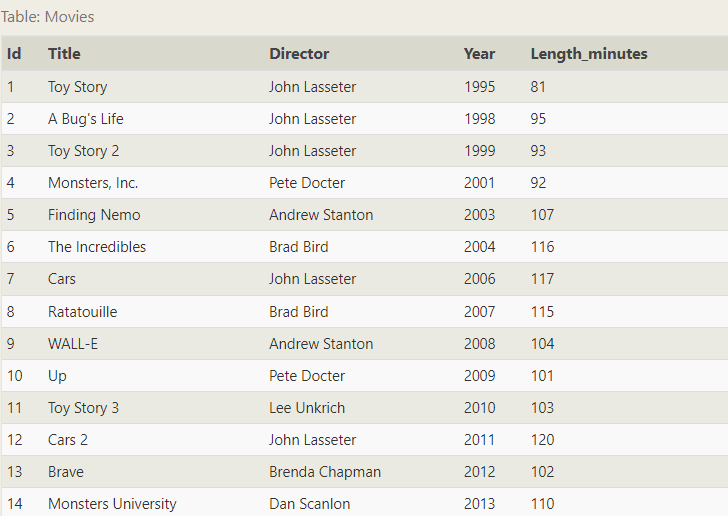 Table: Movies
Id Title Director Year Length_minutes
1 Toy Story John Lasseter 1995 81
2 A Bug's Life John Lasseter 1998 95
3 Toy Story 2 John Lasseter 1999 93
4 Monsters, Inc. Pete Docter 2001 92
5 Finding Nemo Andrew Stanton 2003 107
6 The Incredibles Brad Bird 2004 116
7 Cars John Lasseter 2006 117
8 Ratatouille Brad Bird 2007 115
9 WALL-E Andrew Stanton 2008 104
10 Up Pete Docter 2009 101
11 Toy Story 3 Lee Unkrich 2010 103
12 Cars 2 John Lasseter 2011 120
13 Brave Brenda Chapman 2012 102
14 Monsters University Dan Scanlon 2013 110